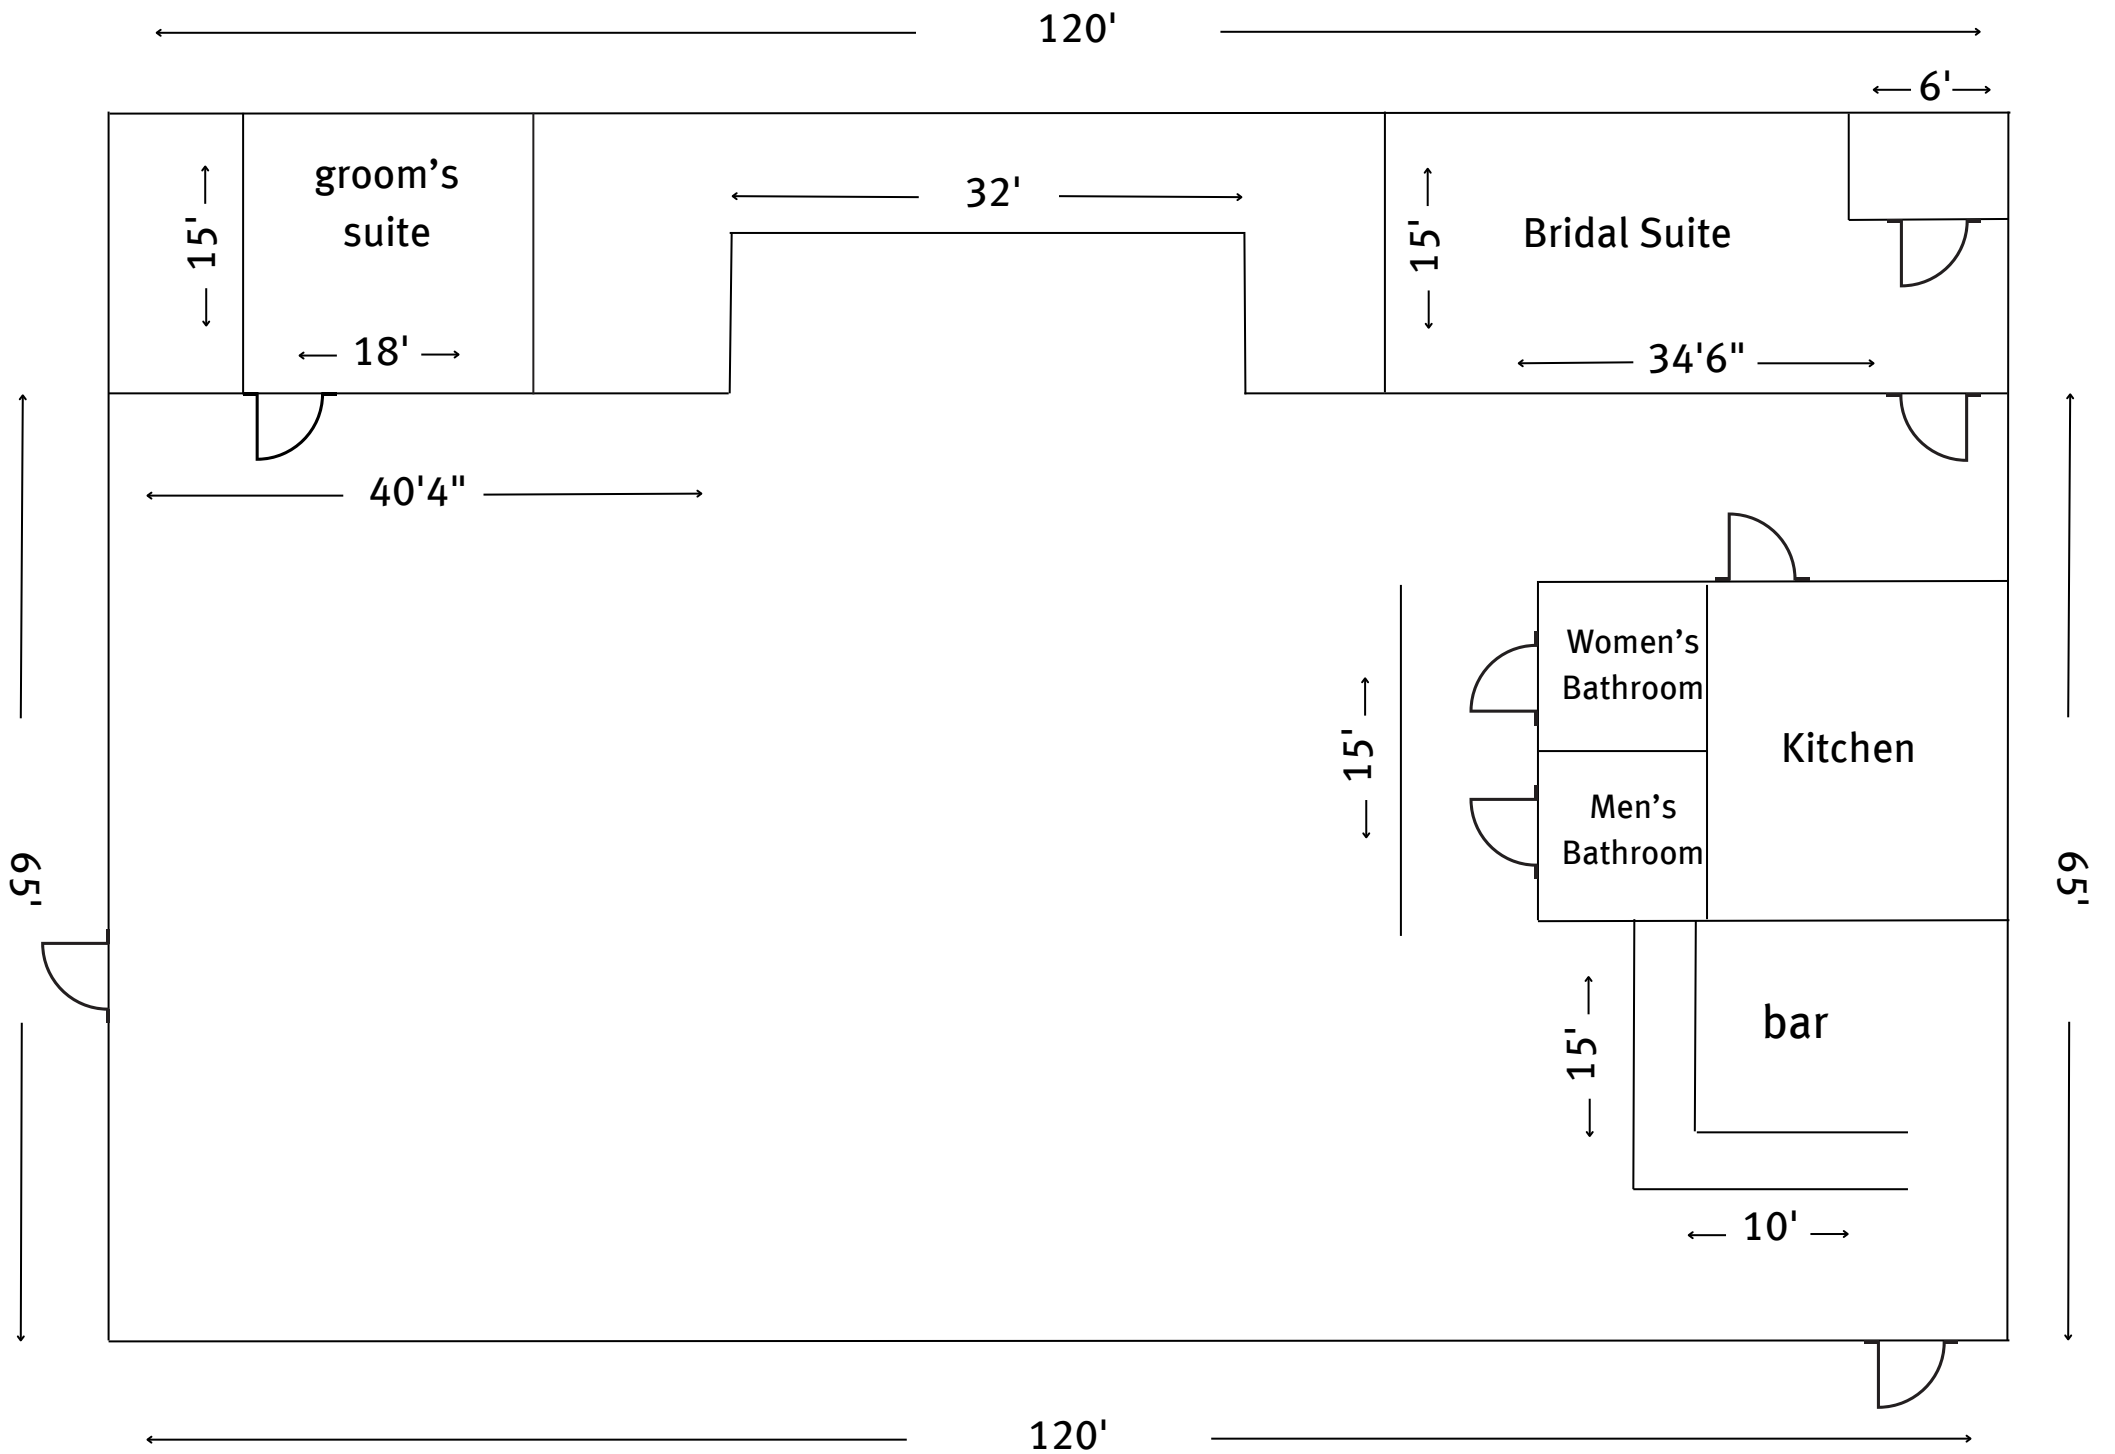 120'
6'
groom's
suite
15'
18'
32'
15'
Bridal Suite
34'6"
40'4"
Women's
Bathroom
15'
Kitchen
Men's
Bathroom
65'
65'
bar
15'
10'
120'